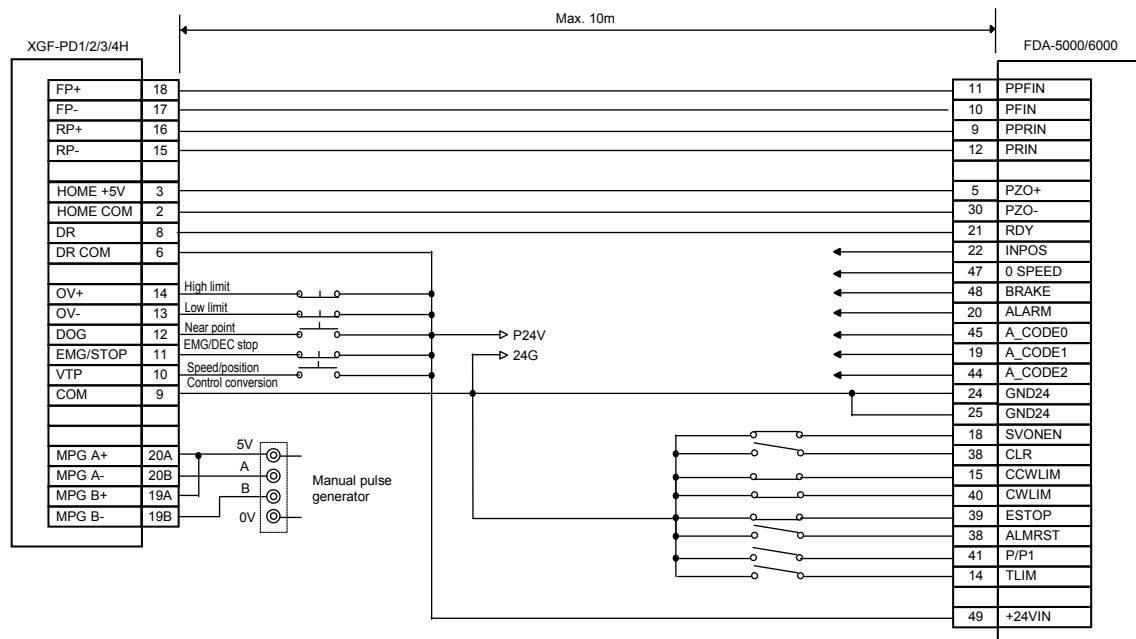 Max. 10m
XGF-PD1/2/3/4H
FDA-5000/6000
FP+ 18
11 PPFIN
FP- 17
10 PFIN
RP+ 16
9 PPRIN
RP- 15
12 PRIN
HOME +5V 3
5 PZO+
HOME COM 2
30 PZO-
DR 8
21 RDY
DR COM 6
22 INPOS
47 0 SPEED
OV+ 14 High limit
48 BRAKE
OV- 13 Low limit
20 ALARM
DOG 12 Near point
P24V
45 A_CODE0
EMG/STOP 11 EMG/DEC stop
24G
19 A_CODE1
VTP 10 Speed/position
Control conversion
44 A_CODE2
COM 9
24 GND24
25 GND24
18 SVONEN
38 CLR
MPG A+ 20A 5V
15 CCWLIM
MPG A- 20B A
40 CWLIM
MPG B+ 19A B
39 ESTOP
MPG B- 19B 0V
Manual pulse
generator
38 ALMRST
41 P/P1
14 TLIM
49 +24VIN